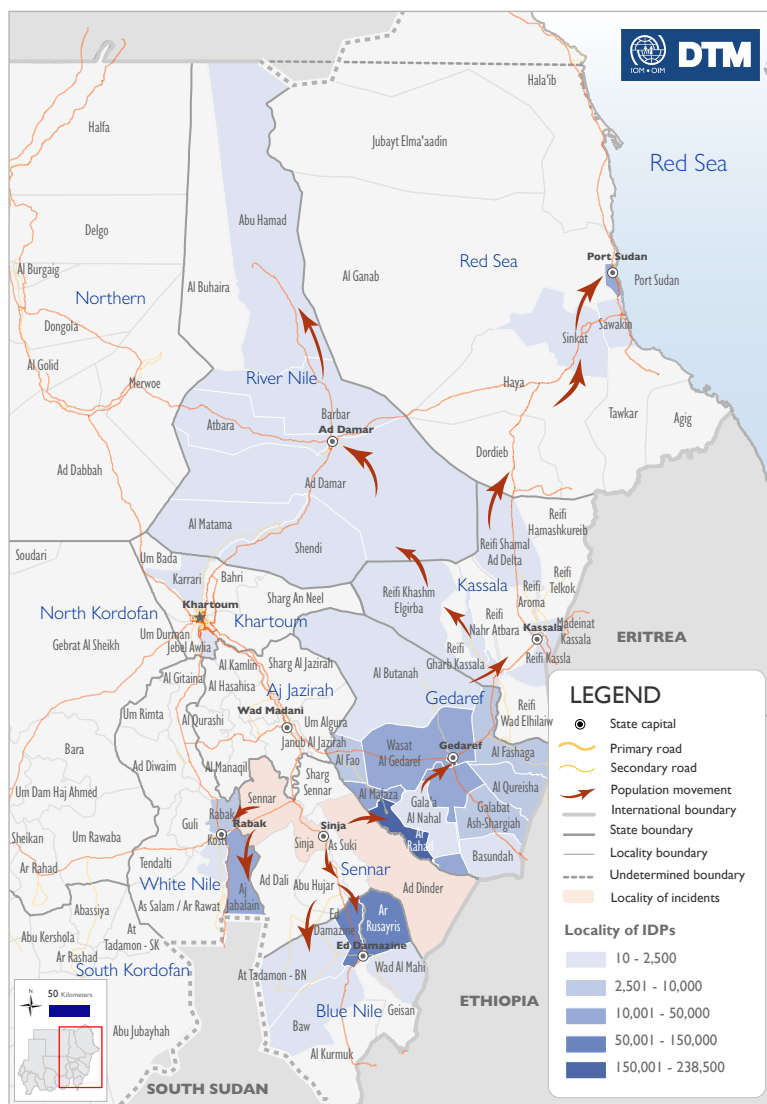 IOM • OIM
DTM
Hala'ib
Halfa
Jubayt Elma'aadin
Red Sea
Abu Hamad
Delgo
Port Sudan
Red Sea
Al Burgaig
Al Ganab
Port Sudan
Al Buhaira
Northern
Sawakin
Dongola
Sinkat
Al Golid
River Nile
Merwoe
Haya
Barbar
Tawkar
Agig
Atbara
Ad Damar
Dordieb
Ad Dabbah
Ad Damar
Reifi
Hamashkureib
Al Matama
Soudari
Shendi
Reifi Shamal
Ad Delta
Um Bada
Karrari
Bahri
Reifi
Telkok
Kassala
Reifi Khashm
Elgirba
Reifi
Aroma
Sharg An Neel
Khartoum
North Kordofan
Khartoum
Reifi
Nahr Atbara
Madeinat
Kassala
Kassala
Um Durman
ERITREA
Gebrat Al Sheikh
Jebel Awlia
Reifi
Gharb Kassala
Reifi Kassla
Al Kamlin
Sharg Al Jazirah
Al Butanah
Al Gitainal
Al Hasahisa
Aj Jazirah
Gedaref
Um Rimta
Al Qurashi
Wad Madani
Um Algura
Reifi
Wad Elhilaiw
Bara
Janub Al Jazirah
Wasat
Al Gedaref
Gedaref
Al Fashaga
Ad Diwaim
Al Manaqil
Al Fao
Sharg
Sennar
Um Dam Haj Ahmed
Sennar
Al Mafaza
Al Qureisha
Gala'a
Al Nahal
Galabat
Ash-Shargiah
Rabak
Guli
Rabak
Sinja
Sheikan
Um Rawaba
Kosti
Sinja
As Suki
Al
Rahad
Basundah
Ar Rahad
Tendalti
Sennar
White Nile
Ad Dali
Abu Hujar
Ad Dinder
Aj
Jabalain
Abassiya
As Salam / Ar Rawat
Ed
Damazine
Ar
Rusayris
Abu Kershola
At
Tadamon - SK
Ar Rashad
Ed Damazine
South Kordofan
At Tadamon - BN
Wad Al Mahi
Blue Nile
Geisan
ETHIOPIA
Baw
Abu Jubayhah
Al Kurmuk
SOUTH SUDAN
N
50 Kilometers
LEGEND
State capital
Primary road
Secondary road
Population movement
International boundary
State boundary
Locality boundary
Undetermined boundary
Locality of incidents
Locality of IDPs
10 - 2,500
2,501 - 10,000
10,001 - 50,000
50,001 - 150,000
150,001 - 238,500